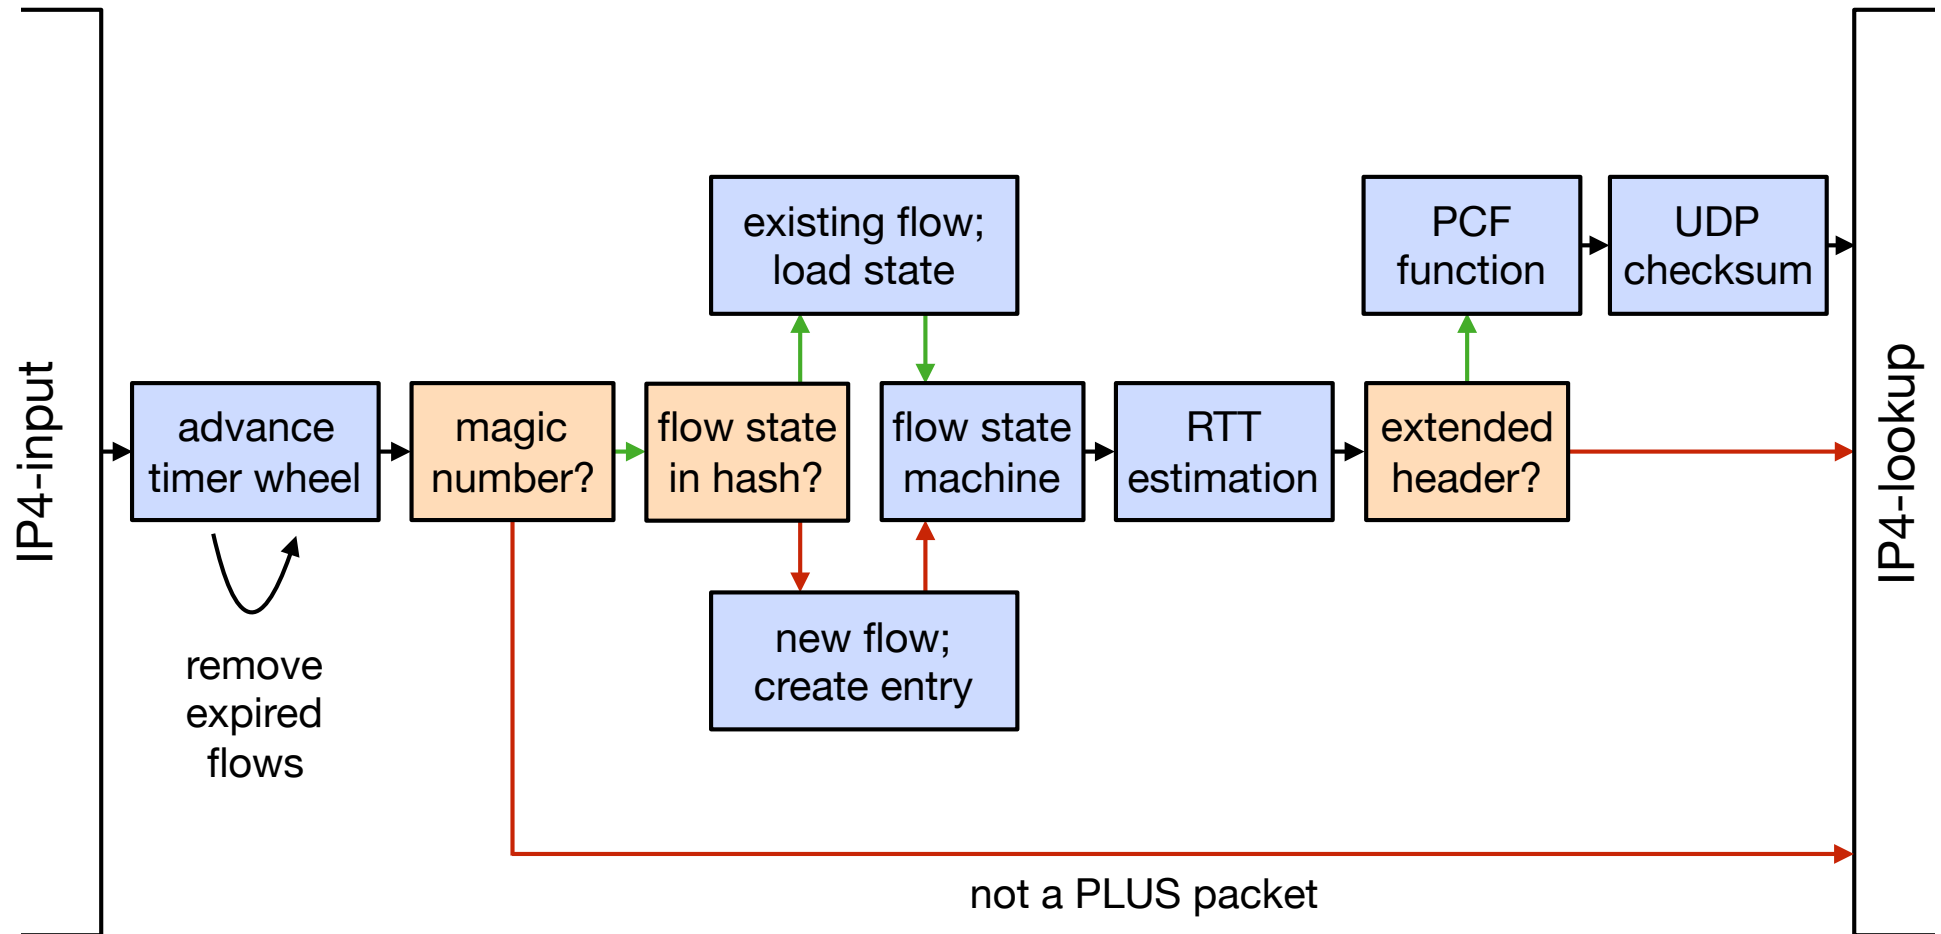 IP4-input
advance
timer wheel
remove
expired
flows
magic
number?
flow state
in hash?
existing flow;
load state
new flow;
create entry
flow state
machine
RTT
estimation
extended
header?
PCF
function
UDP
checksum
not a PLUS packet
IP4-lookup